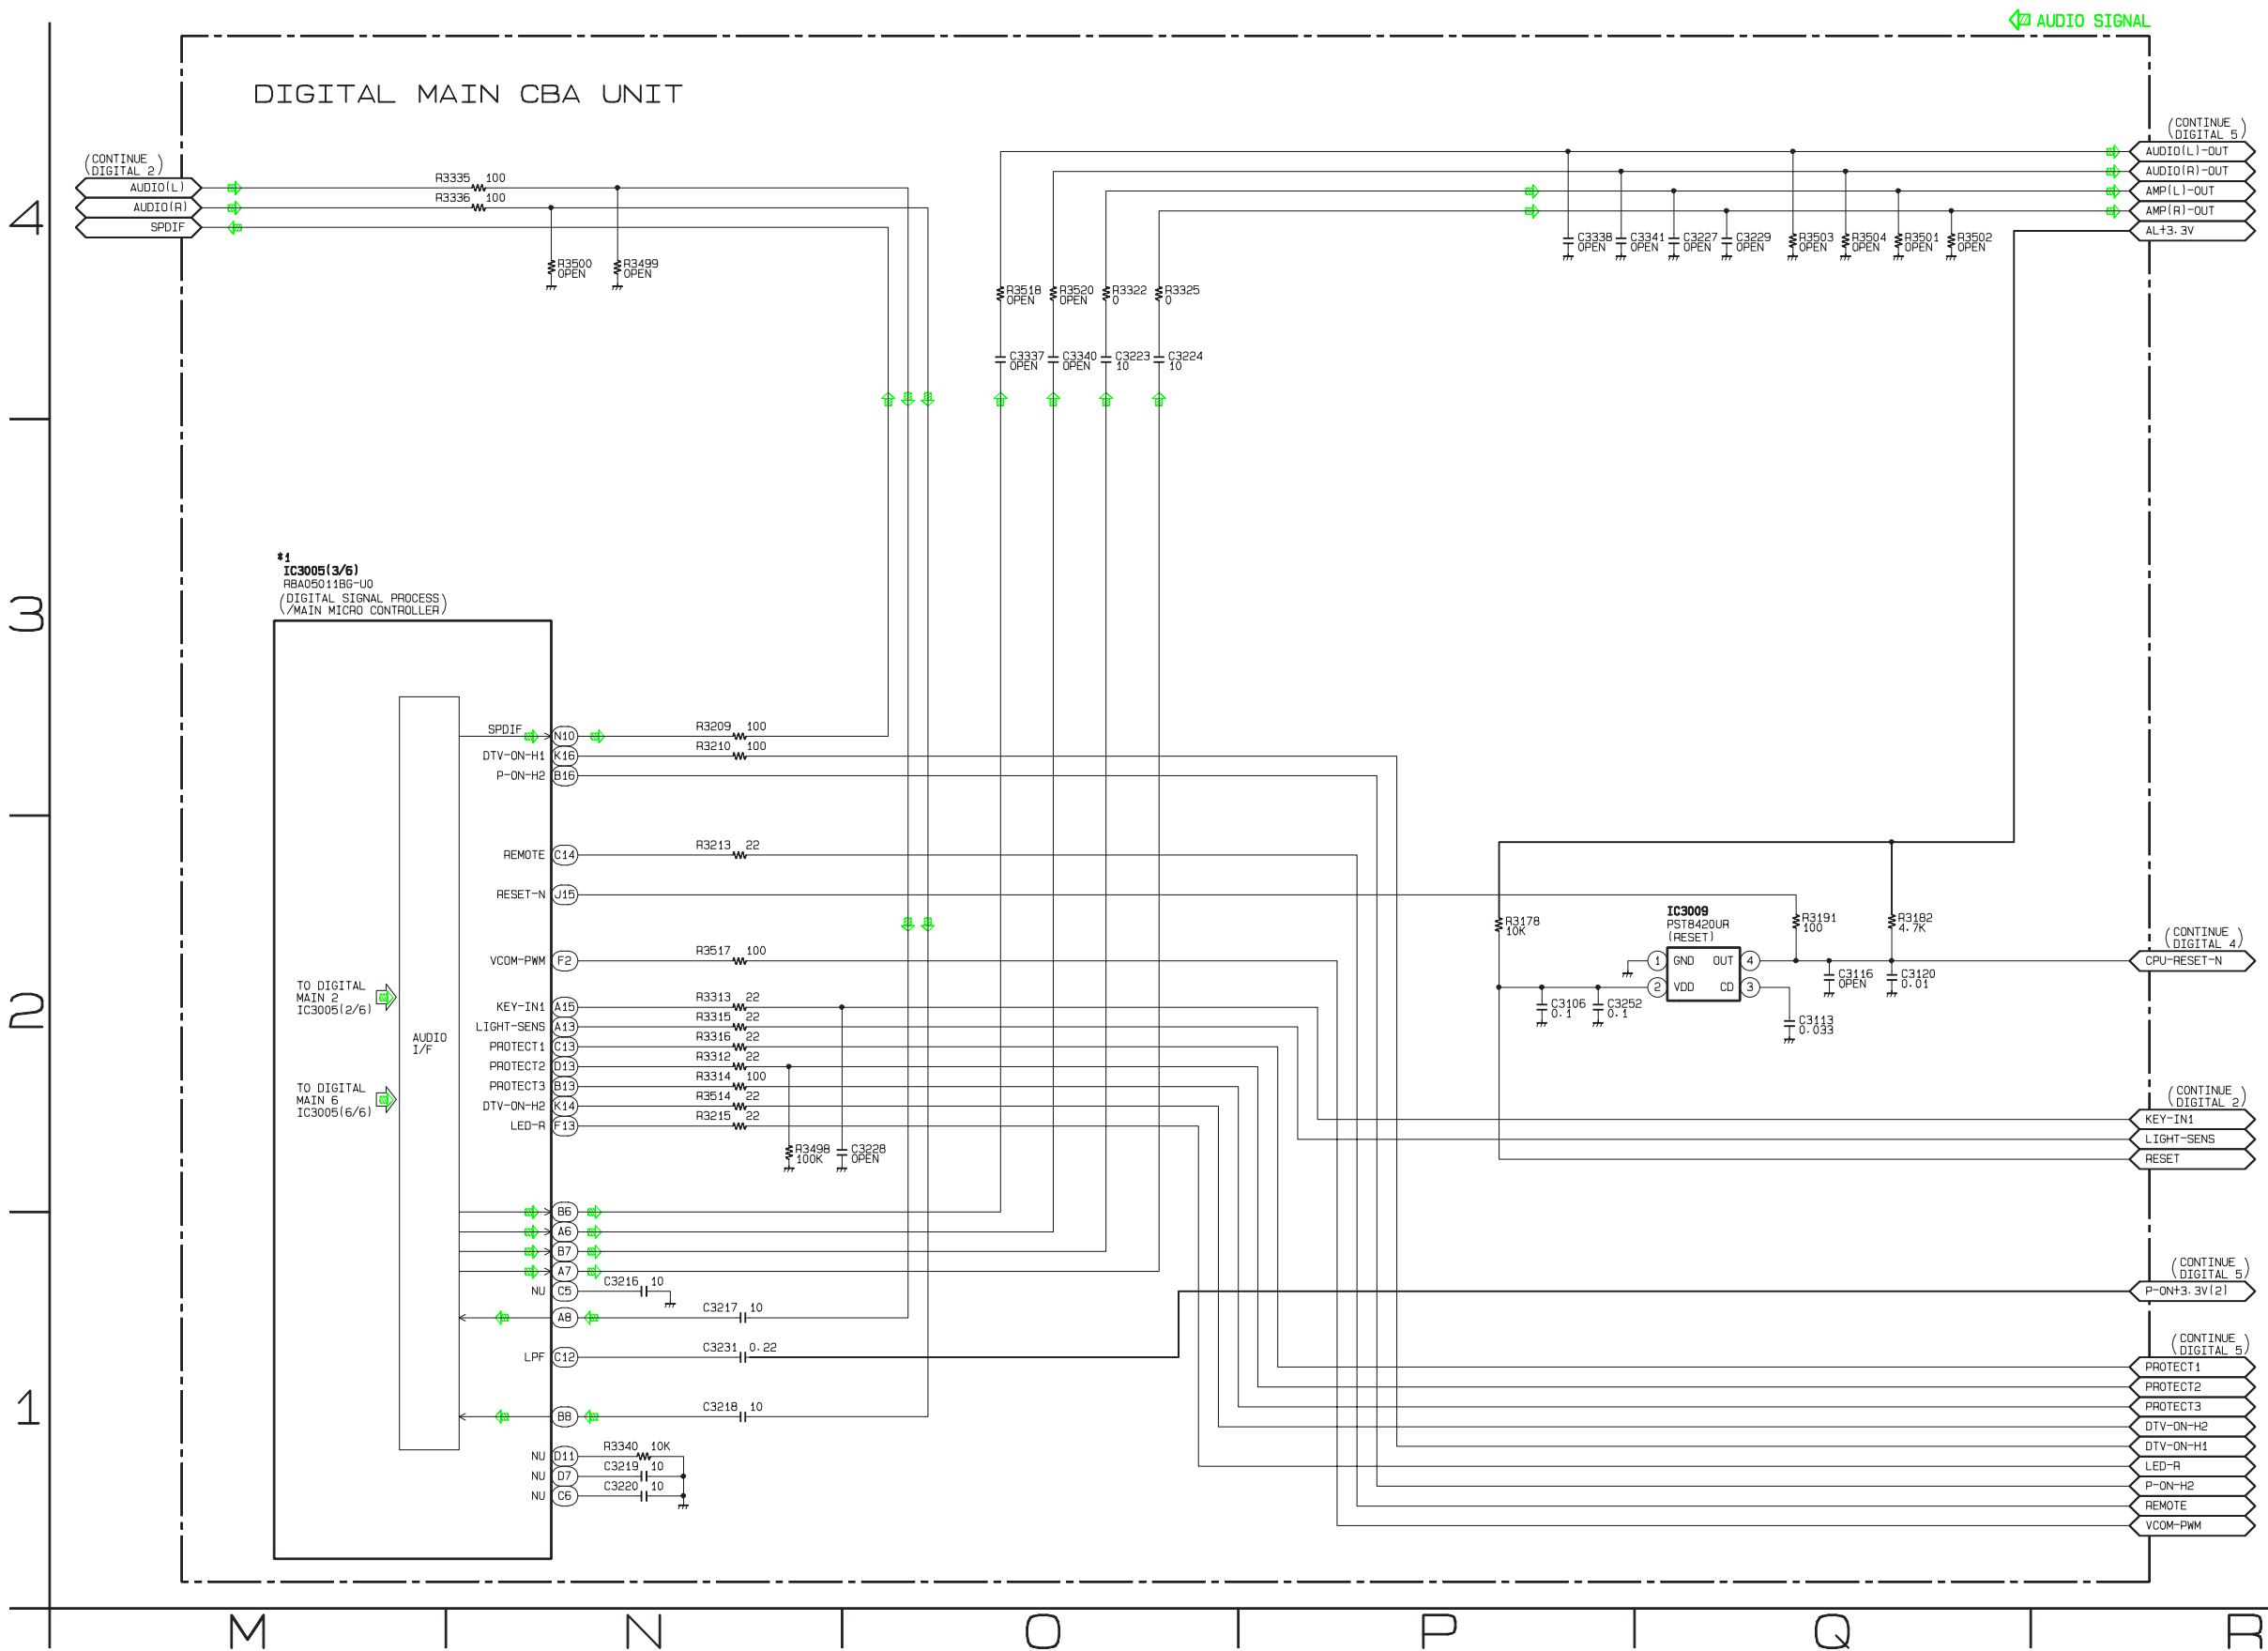 AUDIO SIGNAL
DIGITAL MAIN CBA UNIT
(CONTINUE DIGITAL 2)
AUDIO(L)
AUDIO(R)
SPDIF
R3335 100
R3336 100
R3500 OPEN
R3499 OPEN
(CONTINUE DIGITAL 5)
AUDIO(L)-OUT
AUDIO(R)-OUT
AMP(L)-OUT
AMP(R)-OUT
AL+3.3V
C3338 OPEN
C3341 OPEN
C3227 OPEN
C3229 OPEN
R3503 OPEN
R3504 OPEN
R3501 OPEN
R3502 OPEN
R3518 OPEN
R3520 OPEN
R3322 0
R3325 0
C3337 OPEN
C3340 OPEN
C3223 10
C3224 10
4
3
2
1
*1
IC3005(3/6)
R8A05011BG-U0
(DIGITAL SIGNAL PROCESS
/MAIN MICRO CONTROLLER)
TO DIGITAL
MAIN 2
IC3005(2/6)
TO DIGITAL
MAIN 6
IC3005(6/6)
AUDIO
I/F
SPDIF N10 R3209 100
DTV-ON-H1 K16 R3210 100
P-ON-H2 B16
REMOTE C14 R3213 22
RESET-N J15
VCOM-PWM F2 R3517 100
KEY-IN1 A15 R3313 22
LIGHT-SENS A13 R3315 22
PROTECT1 C13 R3316 22
PROTECT2 D13 R3312 22
PROTECT3 B13 R3314 100
DTV-ON-H2 K14 R3514 22
LED-R F13 R3215 22
R3498 100K
C3228 OPEN
B6
A6
B7
A7
NU C5 C3216 10
A8 C3217 10
LPF C12 C3231 0.22
B8 C3218 10
NU D11 R3340 10K
NU D7 C3219 10
NU C6 C3220 10
R3178 10K
IC3009
PST8420UR
(RESET)
1 GND OUT 4
2 VDD CD 3
R3191 100
R3182 4.7K
C3106 0.1
C3252 0.1
C3116 OPEN
C3120 0.01
C3113 0.033
(CONTINUE DIGITAL 4)
CPU-RESET-N
(CONTINUE DIGITAL 2)
KEY-IN1
LIGHT-SENS
RESET
(CONTINUE DIGITAL 5)
P-ON+3.3V(2)
(CONTINUE DIGITAL 5)
PROTECT1
PROTECT2
PROTECT3
DTV-ON-H2
DTV-ON-H1
LED-R
P-ON-H2
REMOTE
VCOM-PWM
M N O P Q R